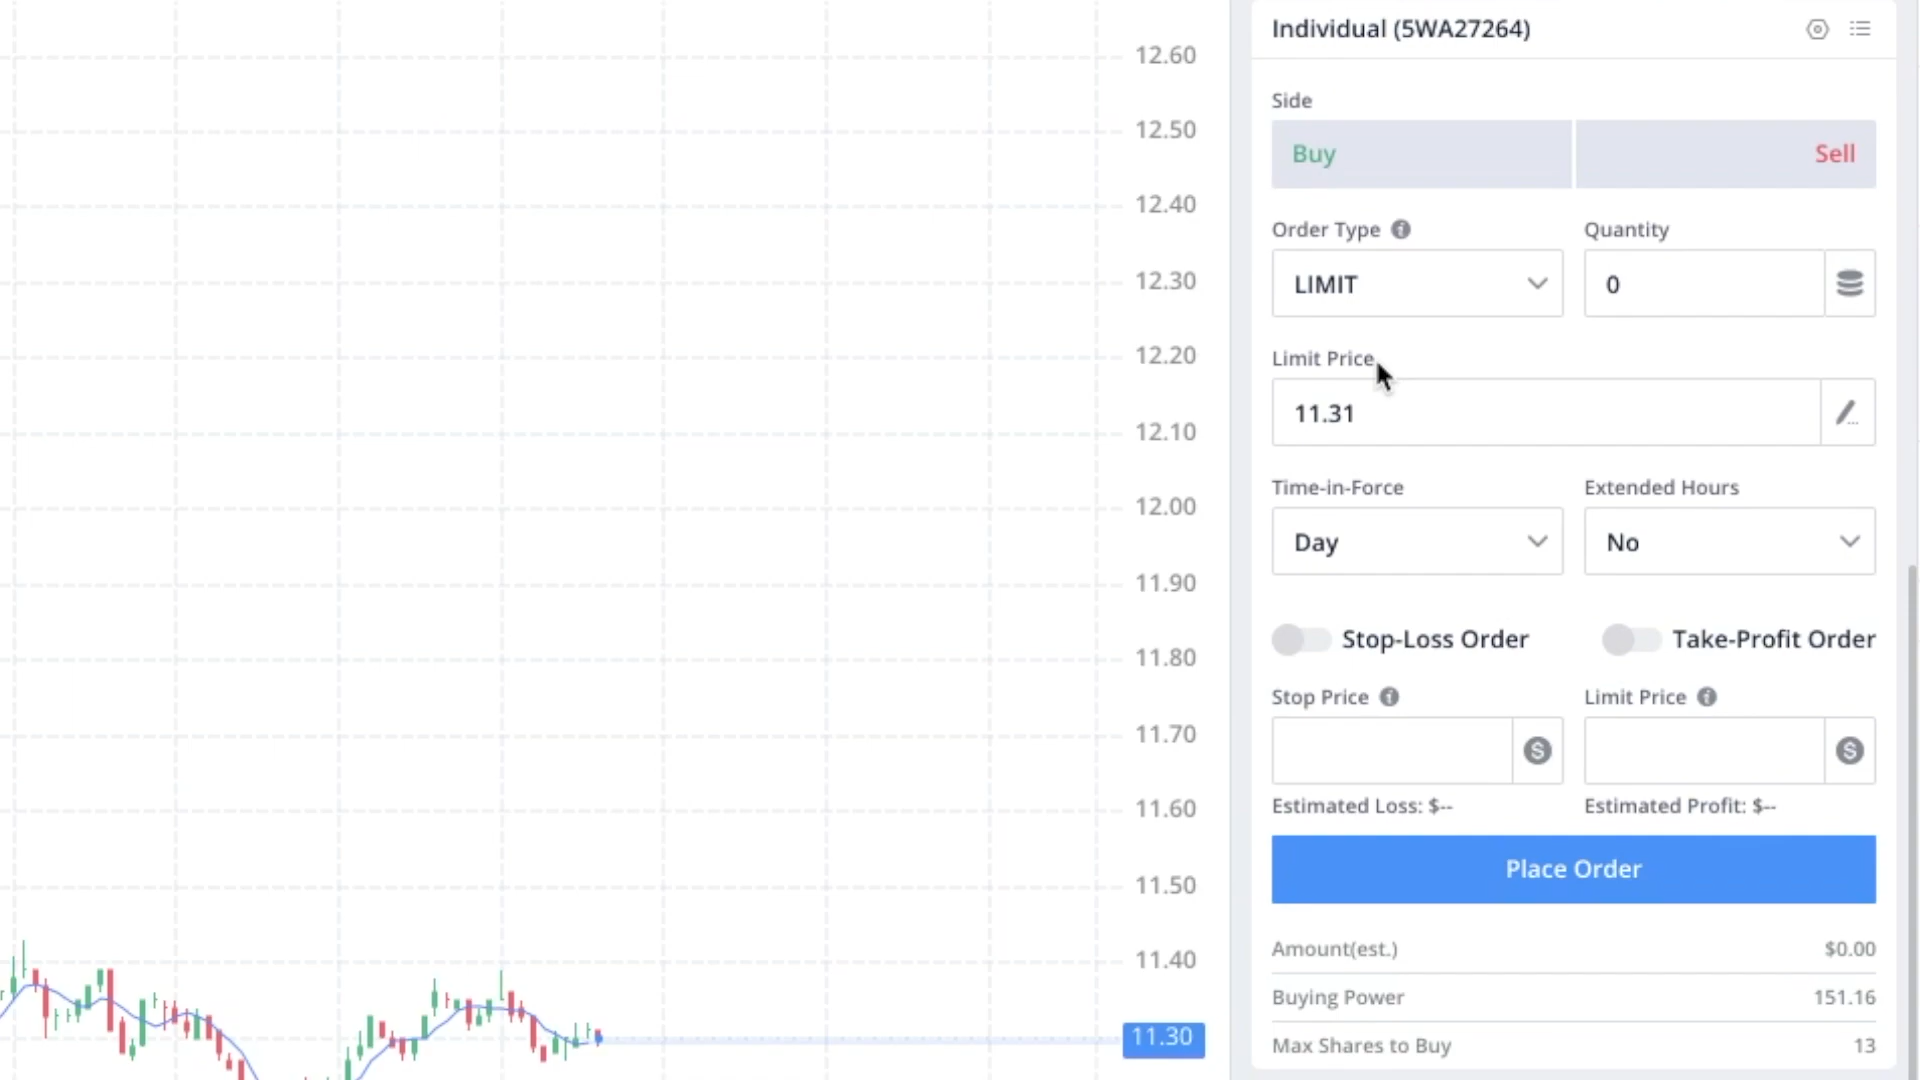 Individual (5WA27264)
Side
Buy
Sell
Order Type
Quantity
LIMIT
0
Limit Price
11.31
Time-in-Force
Extended Hours
Day
No
Stop-Loss Order
Take-Profit Order
Stop Price
Limit Price
Estimated Loss: $--
Estimated Profit: $--
Place Order
Amount(est.)
$0.00
Buying Power
151.16
Max Shares to Buy
13
12.60
12.50
12.40
12.30
12.20
12.10
12.00
11.90
11.80
11.70
11.60
11.50
11.40
11.30